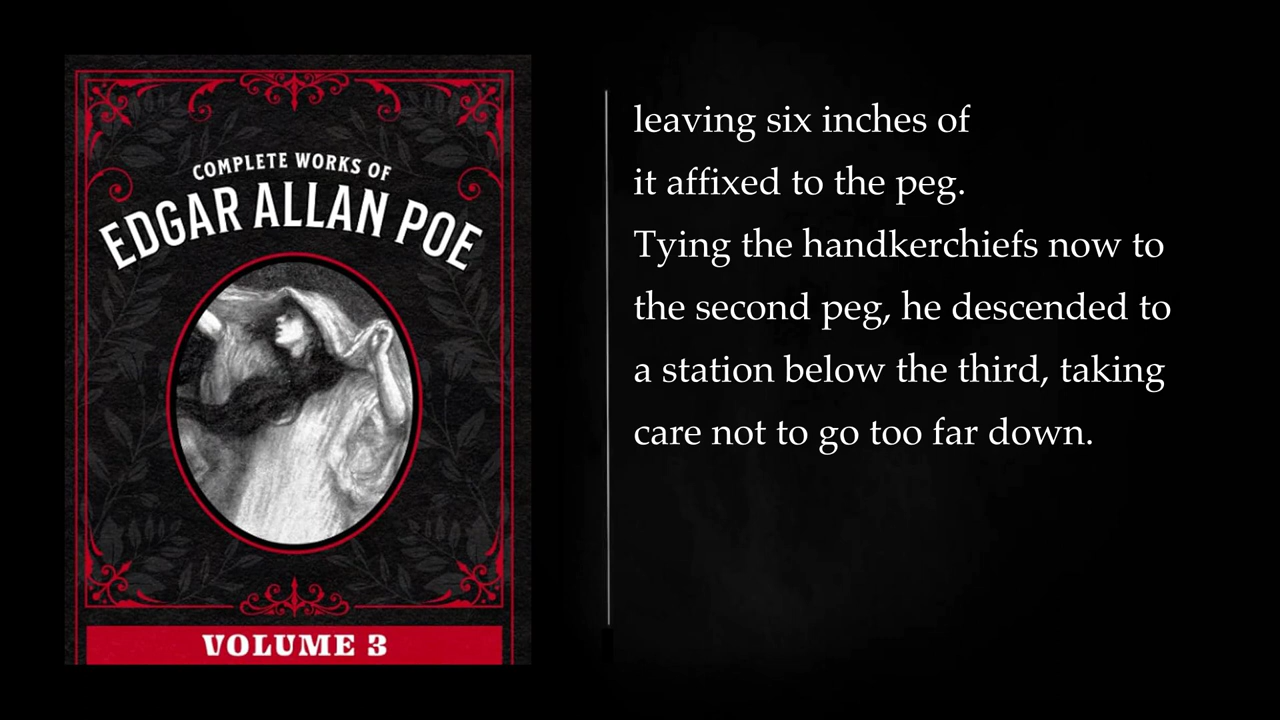 COMPLETE WORKS OF
EDGAR ALLAN POE
VOLUME 3
leaving six inches of
it affixed to the peg.
Tying the handkerchiefs now to
the second peg, he descended to
a station below the third, taking
care not to go too far down.